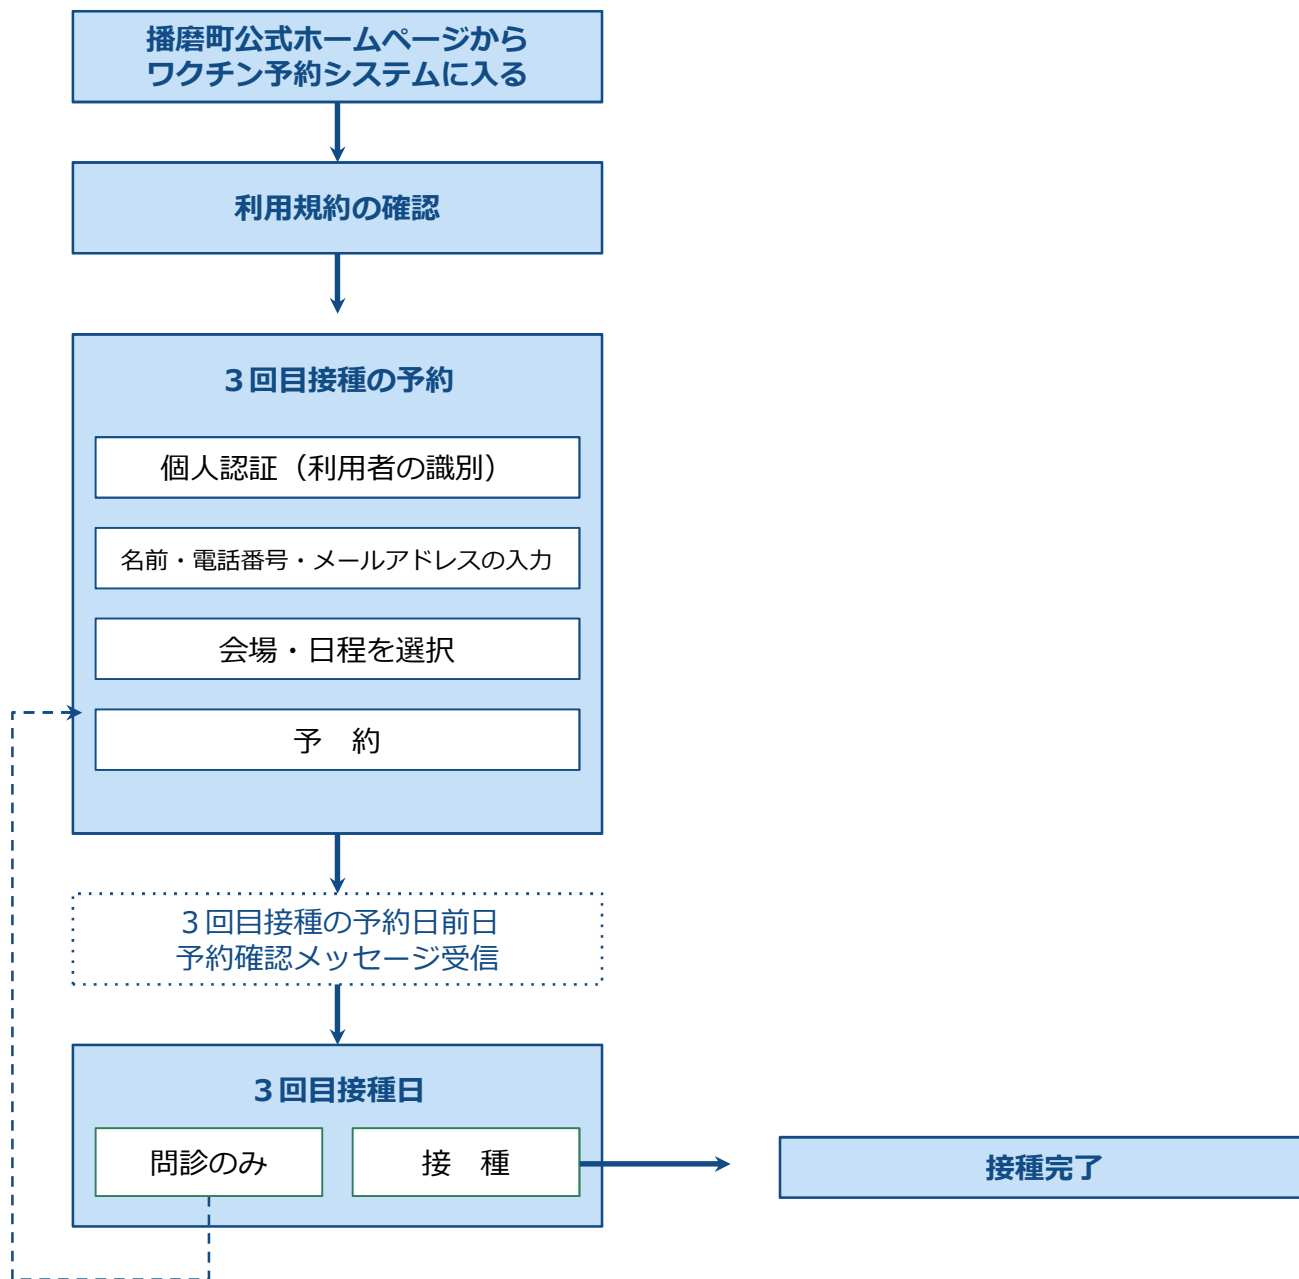 播磨町公式ホームページから
ワクチン予約システムに入る
利用規約の確認
３回目接種の予約
個人認証（利用者の識別）
名前・電話番号・メールアドレスの入力
会場・日程を選択
予　約
３回目接種の予約日前日
予約確認メッセージ受信
３回目接種日
問診のみ
接　種
接種完了